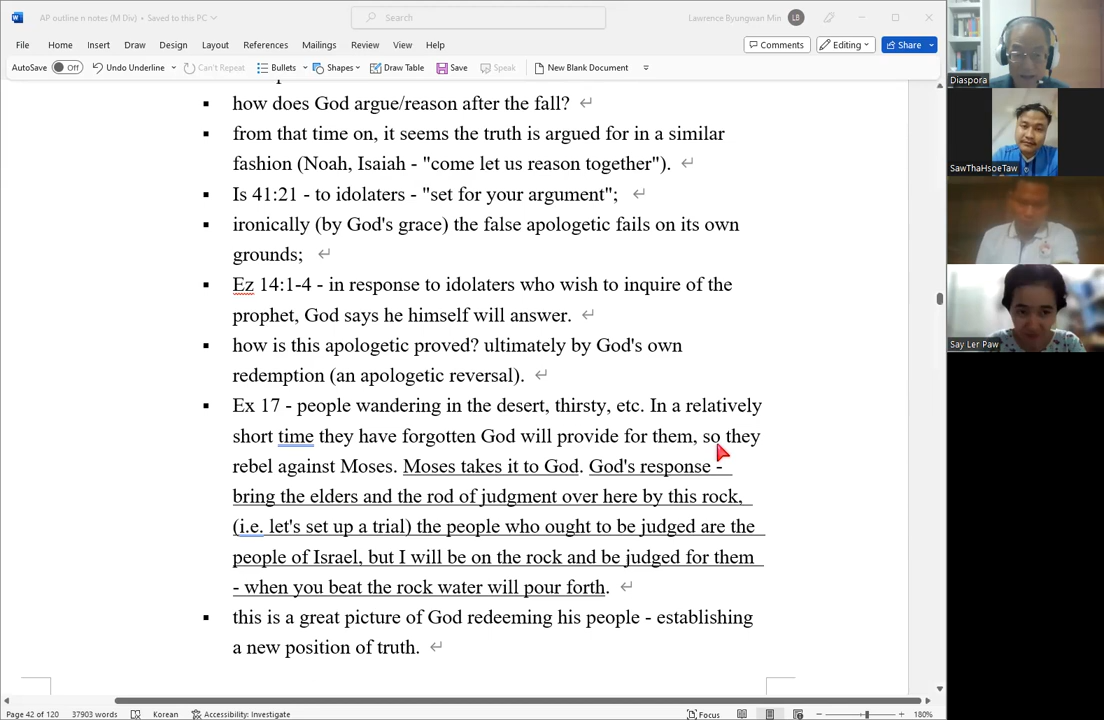 AP outline n notes (M Div) • Saved to this PC
Search
Lawrence Byungwan Min
LB
File Home Insert Draw Design Layout References Mailings Review View Help
Comments
Editing
Share
AutoSave Off
Undo Underline
Can't Repeat
Bullets
Shapes
Draw Table
Save
Speak
New Blank Document
▪ how does God argue/reason after the fall?
▪ from that time on, it seems the truth is argued for in a similar
fashion (Noah, Isaiah - "come let us reason together").
▪ Is 41:21 - to idolaters - "set for your argument";
▪ ironically (by God's grace) the false apologetic fails on its own
grounds;
▪ Ez 14:1-4 - in response to idolaters who wish to inquire of the
prophet, God says he himself will answer.
▪ how is this apologetic proved? ultimately by God's own
redemption (an apologetic reversal).
▪ Ex 17 - people wandering in the desert, thirsty, etc. In a relatively
short time they have forgotten God will provide for them, so they
rebel against Moses. Moses takes it to God. God's response -
bring the elders and the rod of judgment over here by this rock,
(i.e. let's set up a trial) the people who ought to be judged are the
people of Israel, but I will be on the rock and be judged for them
- when you beat the rock water will pour forth.
▪ this is a great picture of God redeeming his people - establishing
a new position of truth.
Page 42 of 120
37903 words
Korean
Accessibility: Investigate
Focus
180%
Diaspora
SawThaHsoeTaw
Say Ler Paw